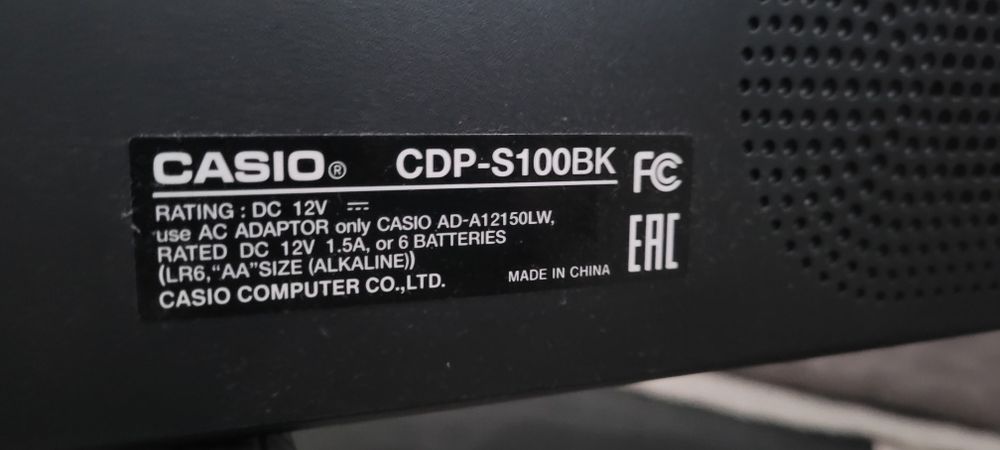 CASIO® CDP-S100BK FC
RATING : DC 12V ⎓
use AC ADAPTOR only CASIO AD-A12150LW,
RATED DC 12V 1.5A, or 6 BATTERIES
(LR6,“AA”SIZE (ALKALINE))
CASIO COMPUTER CO.,LTD. MADE IN CHINA
EAC